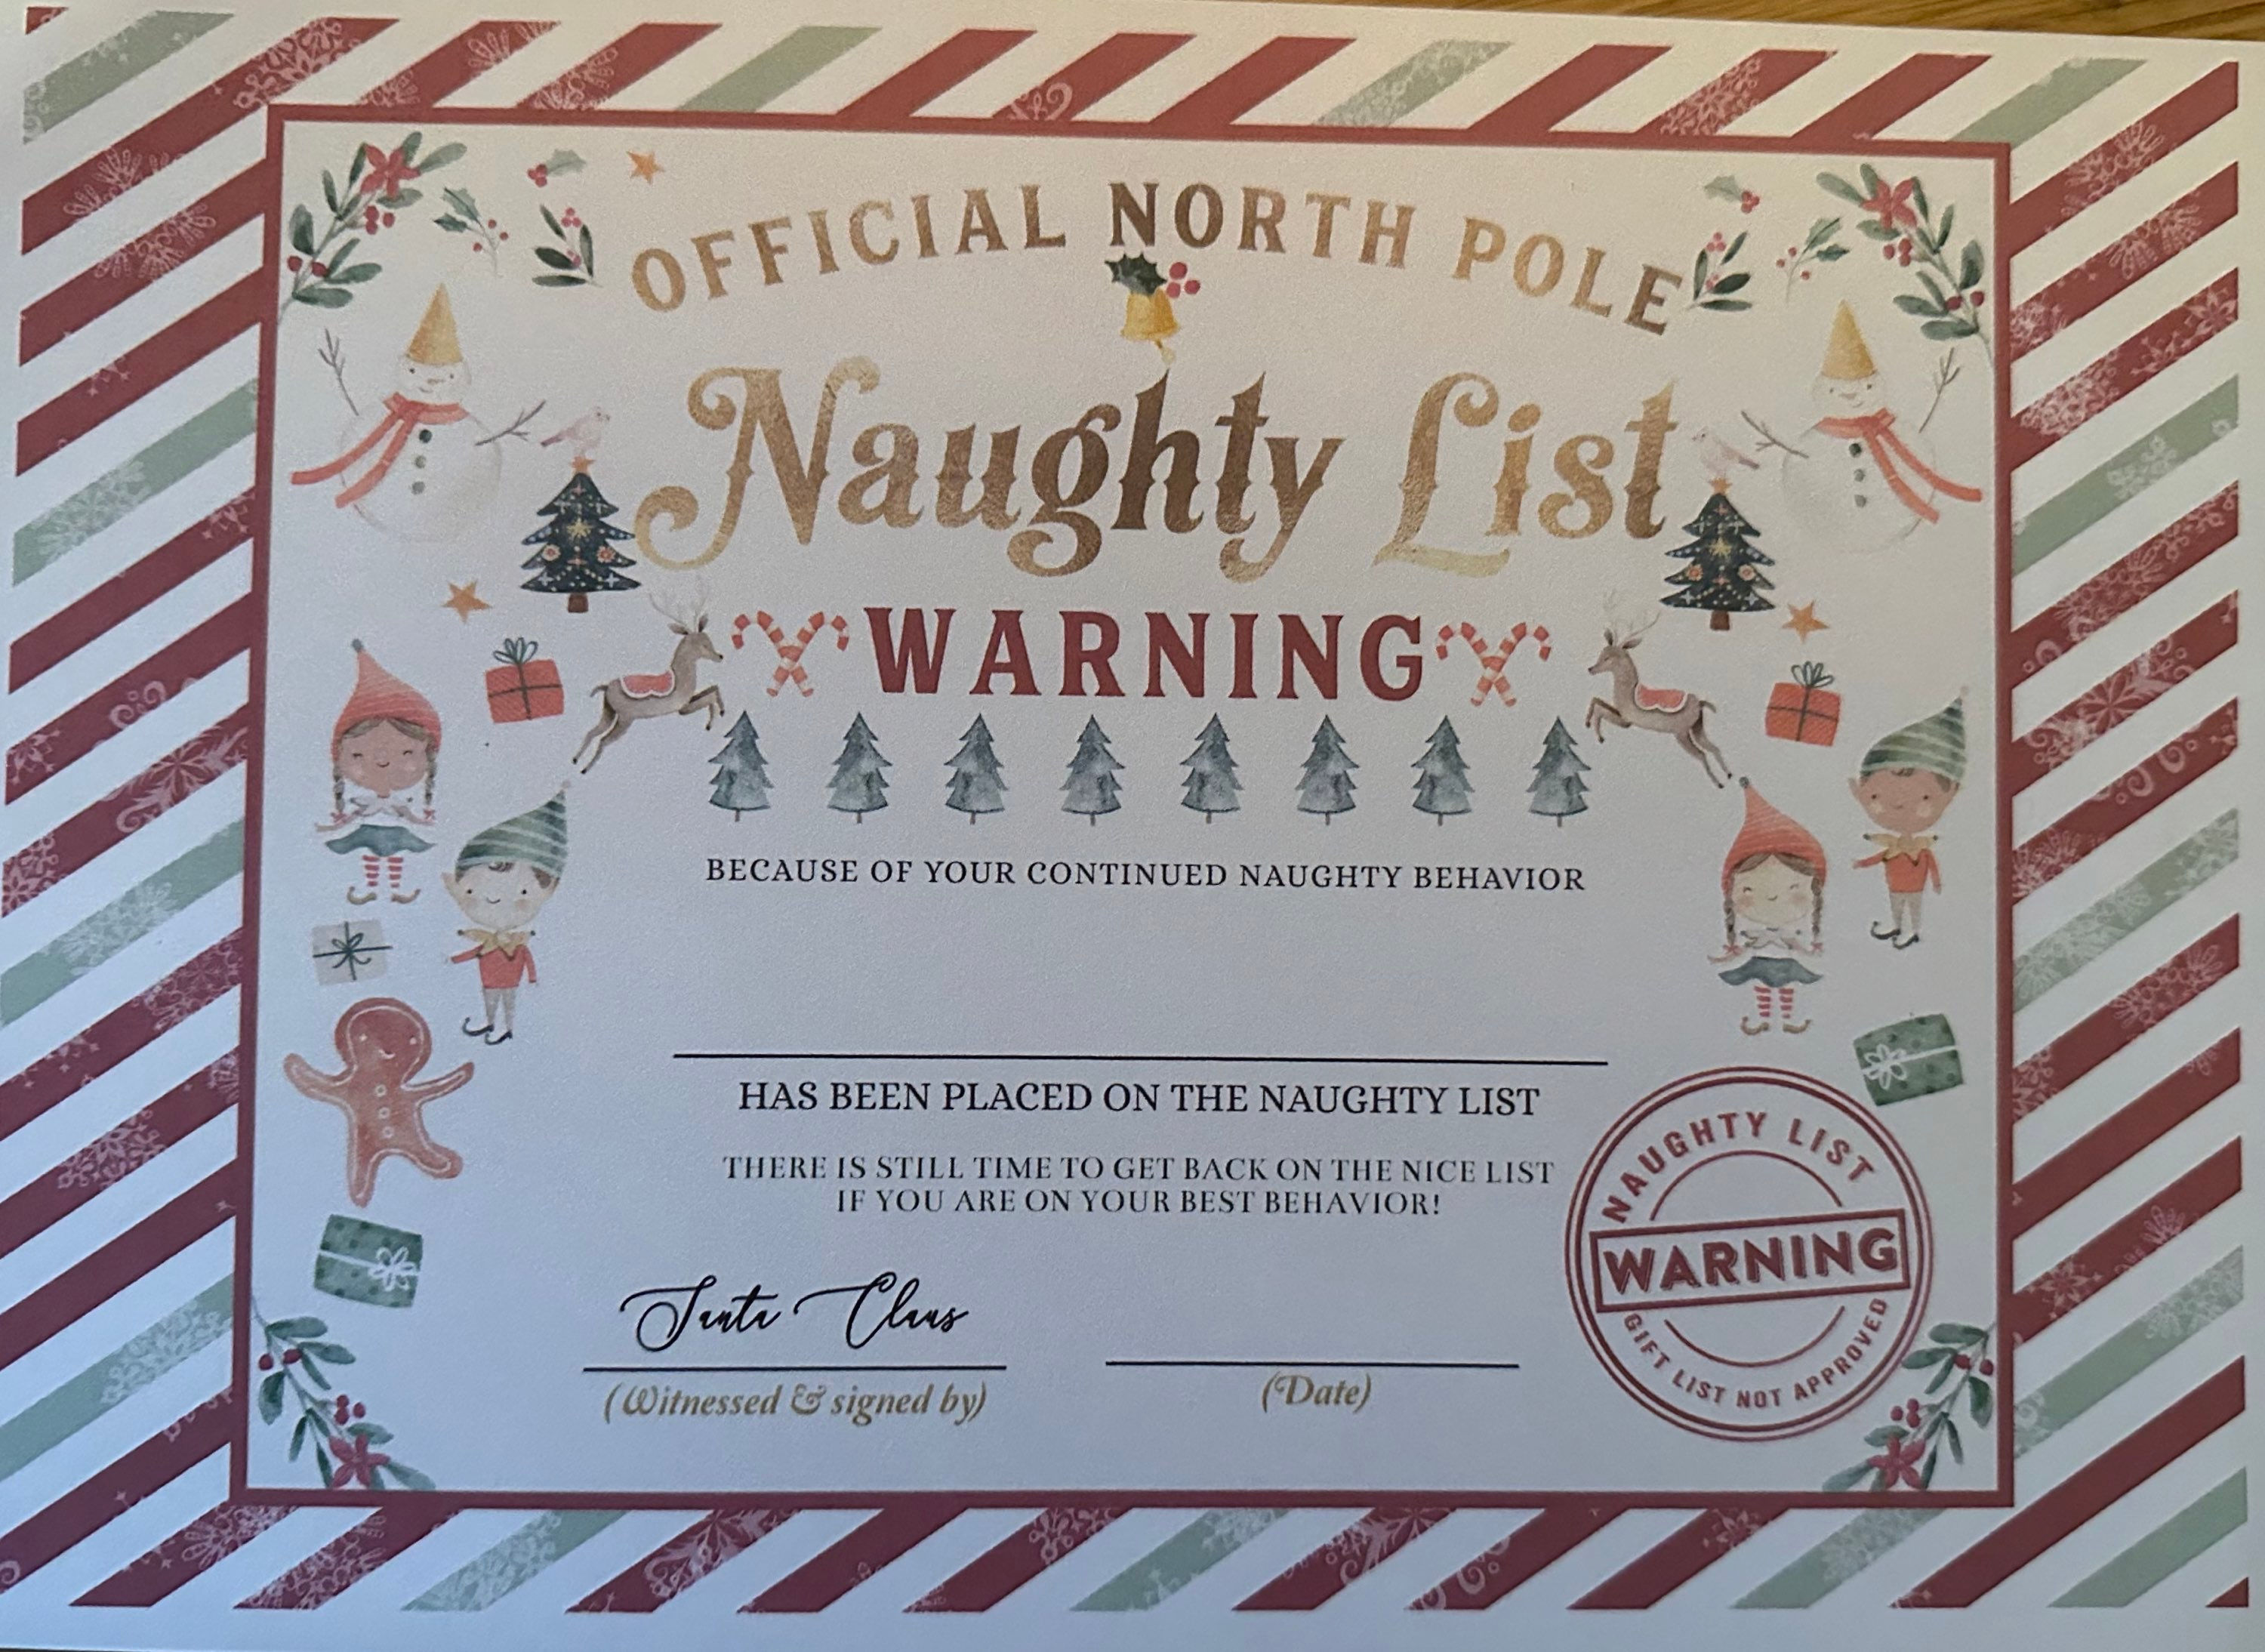 OFFICIAL NORTH POLE
Naughty List
WARNING
BECAUSE OF YOUR CONTINUED NAUGHTY BEHAVIOR
HAS BEEN PLACED ON THE NAUGHTY LIST
THERE IS STILL TIME TO GET BACK ON THE NICE LIST
IF YOU ARE ON YOUR BEST BEHAVIOR!
Santa Claus
(Witnessed & signed by)
(Date)
NAUGHTY LIST
WARNING
GIFT LIST NOT APPROVED